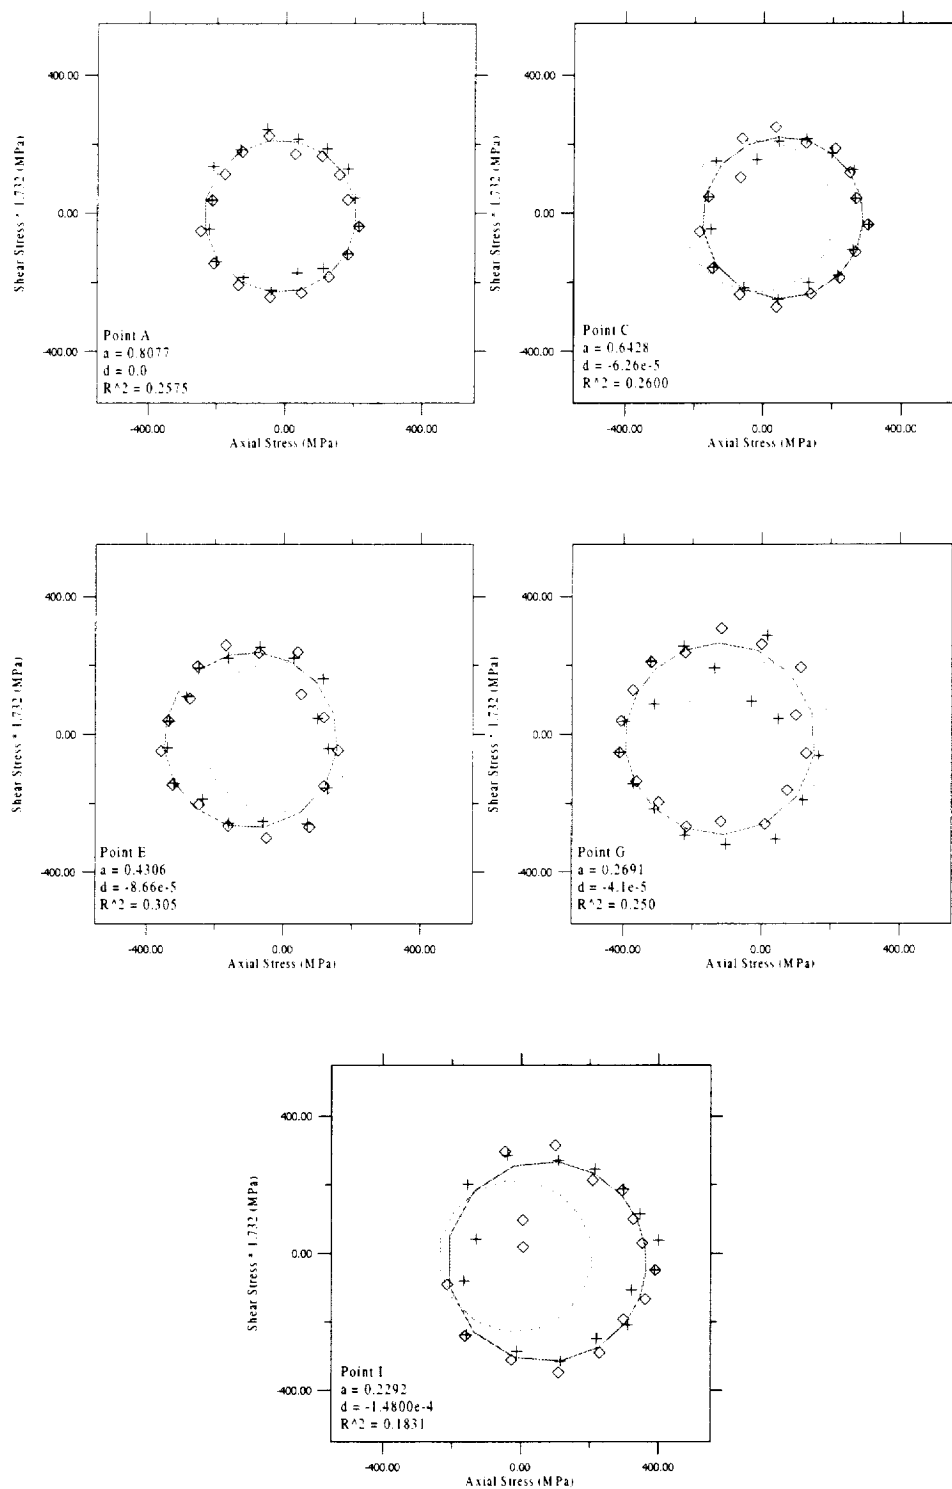 400.00
0.00
-400.00
Shear Stress * 1.732 (MPa)
Point A
a = 0.8077
d = 0.0
R^2 = 0.2575
-400.00 0.00 400.00
Axial Stress (MPa)
400.00
0.00
-400.00
Shear Stress * 1.732 (MPa)
Point C
a = 0.6428
d = -6.26e-5
R^2 = 0.2600
-400.00 0.00 400.00
Axial Stress (MPa)
400.00
0.00
-400.00
Shear Stress * 1.732 (MPa)
Point E
a = 0.4306
d = -8.66e-5
R^2 = 0.305
-400.00 0.00 400.00
Axial Stress (MPa)
400.00
0.00
-400.00
Shear Stress * 1.732 (MPa)
Point G
a = 0.2691
d = -4.1e-5
R^2 = 0.250
-400.00 0.00 400.00
Axial Stress (MPa)
400.00
0.00
-400.00
Shear Stress * 1.732 (MPa)
Point I
a = 0.2292
d = -1.4800e-4
R^2 = 0.1831
-400.00 0.00 400.00
Axial Stress (MPa)